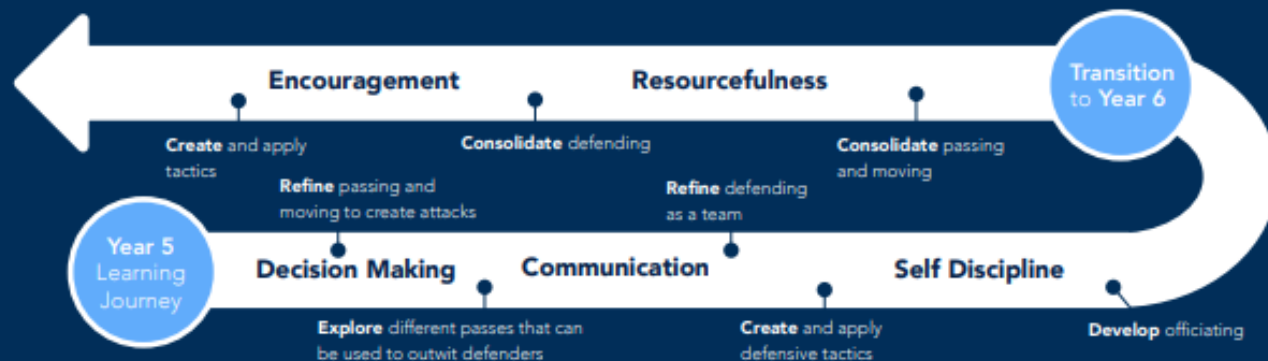 Encouragement
Resourcefulness
Transition
to Year 6
Create and apply
tactics
Consolidate defending
Consolidate passing
and moving
Refine passing and
moving to create attacks
Refine defending
as a team
Year 5
Learning
Journey
Decision Making
Communication
Self Discipline
Explore different passes that can
be used to outwit defenders
Create and apply
defensive tactics
Develop officiating